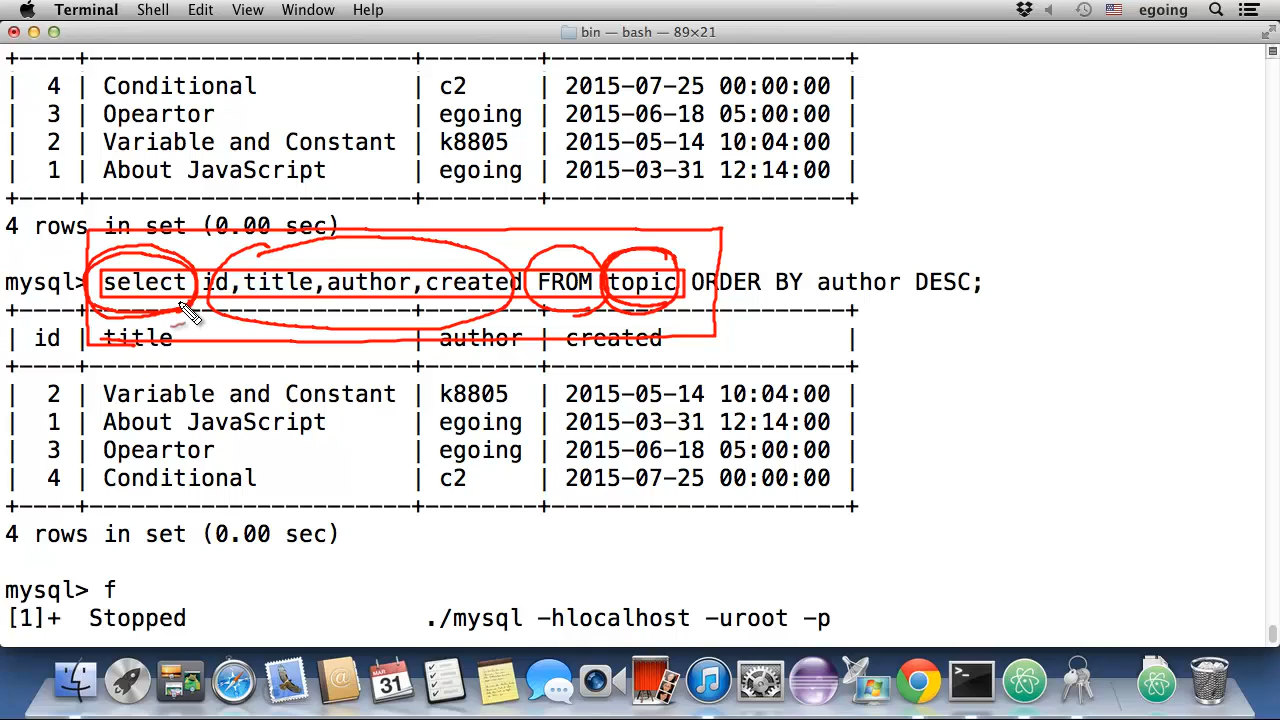 Terminal Shell Edit View Window Help egoing
bin — bash — 89×21
+----+-----------------------+--------+---------------------+
| 4 | Conditional | c2 | 2015-07-25 00:00:00 |
| 3 | Opeartor | egoing | 2015-06-18 05:00:00 |
| 2 | Variable and Constant | k8805 | 2015-05-14 10:04:00 |
| 1 | About JavaScript | egoing | 2015-03-31 12:14:00 |
+----+-----------------------+--------+---------------------+
4 rows in set (0.00 sec)
mysql> select id,title,author,created FROM topic ORDER BY author DESC;
+----+-----------------------+--------+---------------------+
| id | title | author | created |
+----+-----------------------+--------+---------------------+
| 2 | Variable and Constant | k8805 | 2015-05-14 10:04:00 |
| 1 | About JavaScript | egoing | 2015-03-31 12:14:00 |
| 3 | Opeartor | egoing | 2015-06-18 05:00:00 |
| 4 | Conditional | c2 | 2015-07-25 00:00:00 |
+----+-----------------------+--------+---------------------+
4 rows in set (0.00 sec)
mysql> f
[1]+ Stopped ./mysql -hlocalhost -uroot -p
MAR
31